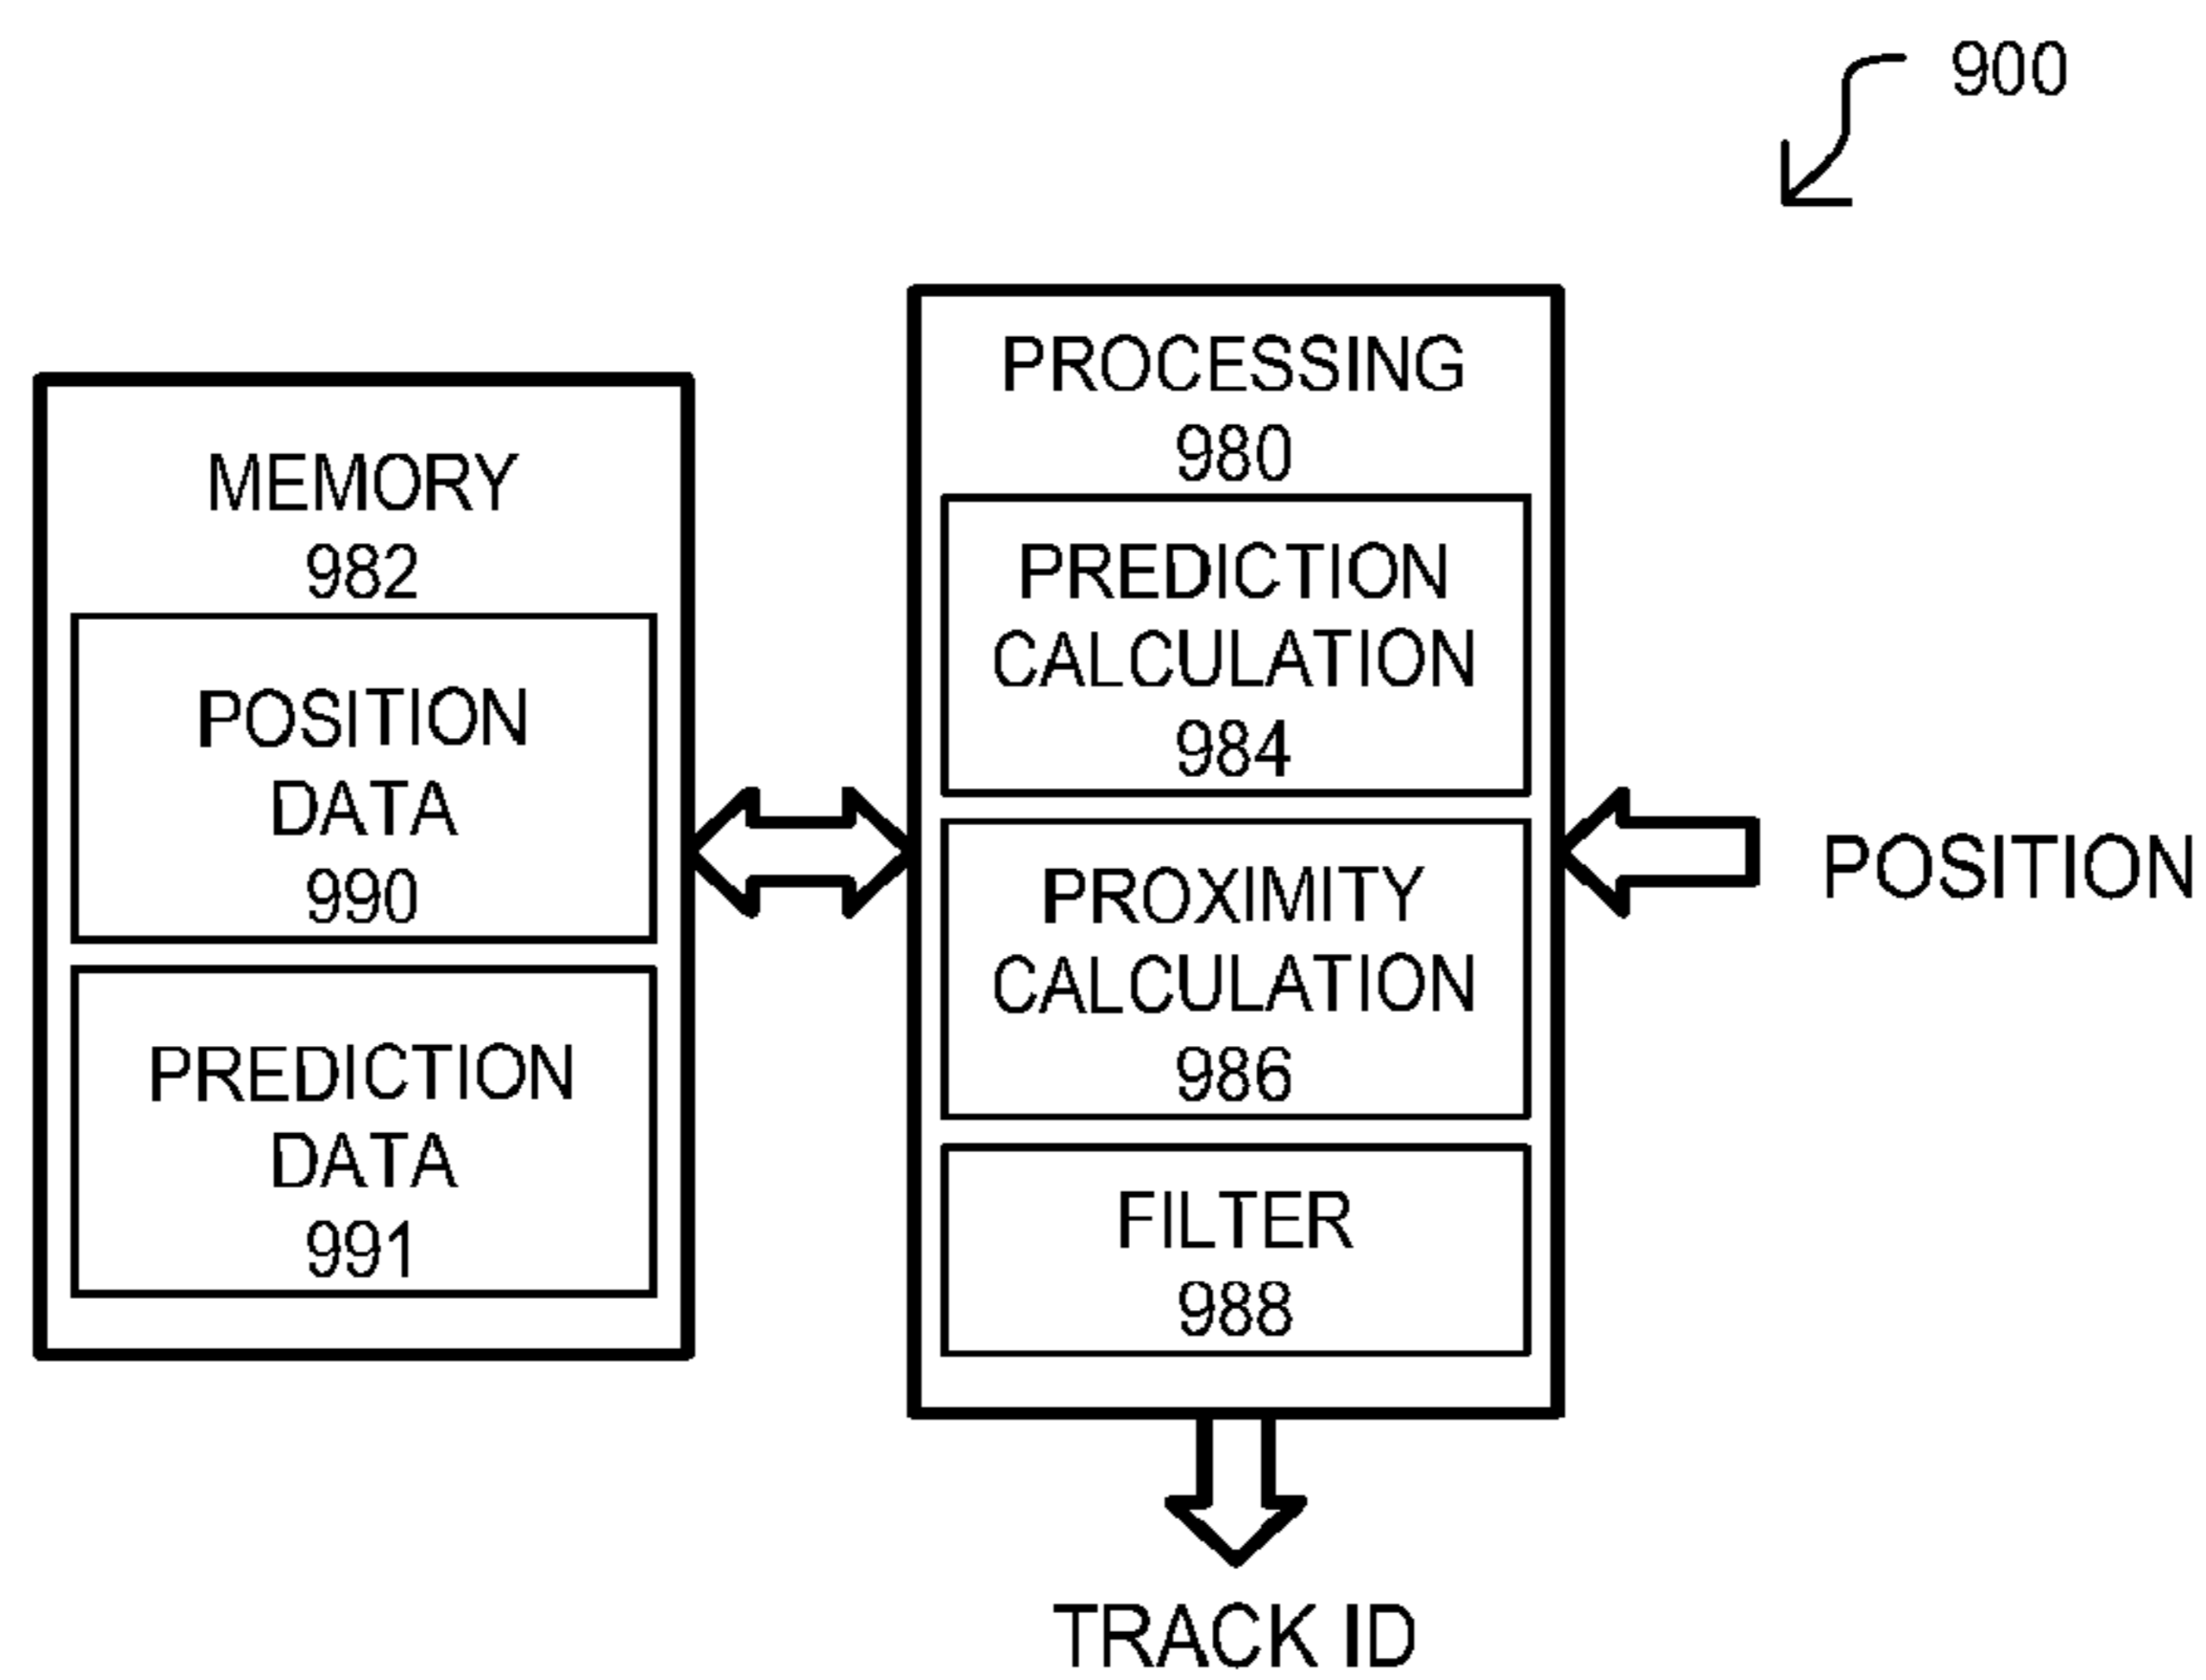 900
MEMORY
982
POSITION
DATA
990
PREDICTION
DATA
991
PROCESSING
980
PREDICTION
CALCULATION
984
PROXIMITY
CALCULATION
986
FILTER
988
POSITION
TRACK ID